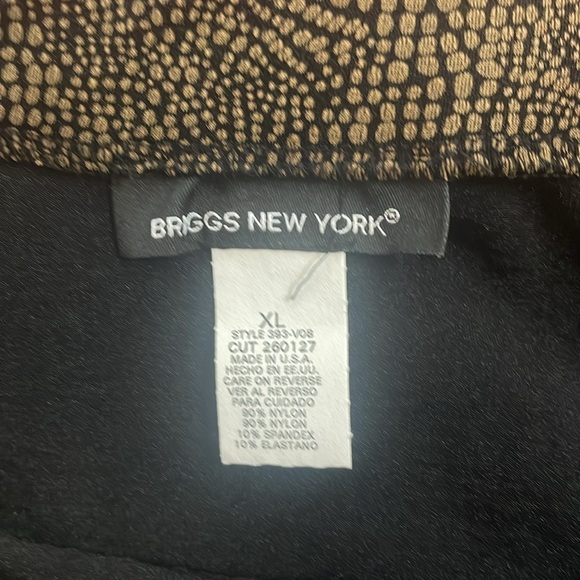 BRIGGS NEW YORK®
XL
STYLE 393-V08
CUT 260127
MADE IN U.S.A.
HECHO EN EE.UU.
CARE ON REVERSE
VER AL REVERSO
PARA CUIDADO
90% NYLON
90% NYLON
10% SPANDEX
10% ELASTANO